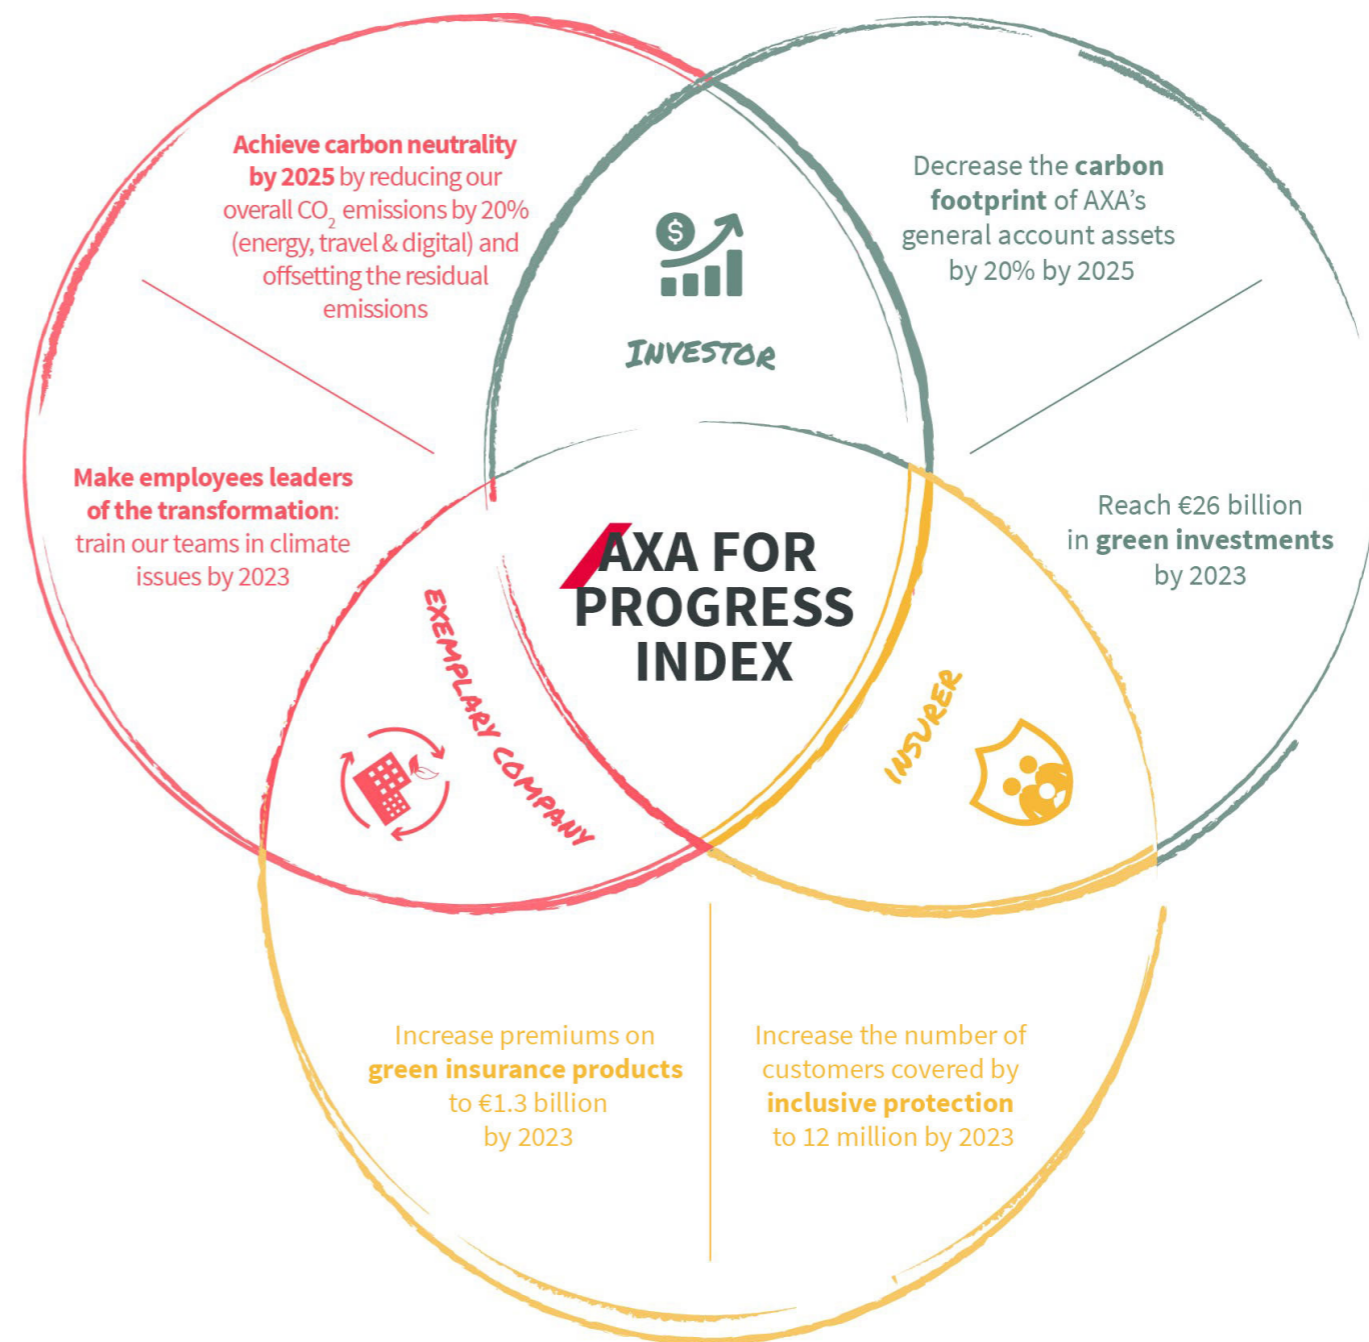 Achieve carbon neutrality
by 2025 by reducing our
overall CO₂ emissions by 20%
(energy, travel & digital) and
offsetting the residual
emissions
Make employees leaders
of the transformation:
train our teams in climate
issues by 2023
$
INVESTOR
Decrease the carbon
footprint of AXA’s
general account assets
by 20% by 2025
Reach €26 billion
in green investments
by 2023
AXA FOR
PROGRESS
INDEX
EXEMPLARY COMPANY
INSURER
Increase premiums on
green insurance products
to €1.3 billion
by 2023
Increase the number of
customers covered by
inclusive protection
to 12 million by 2023